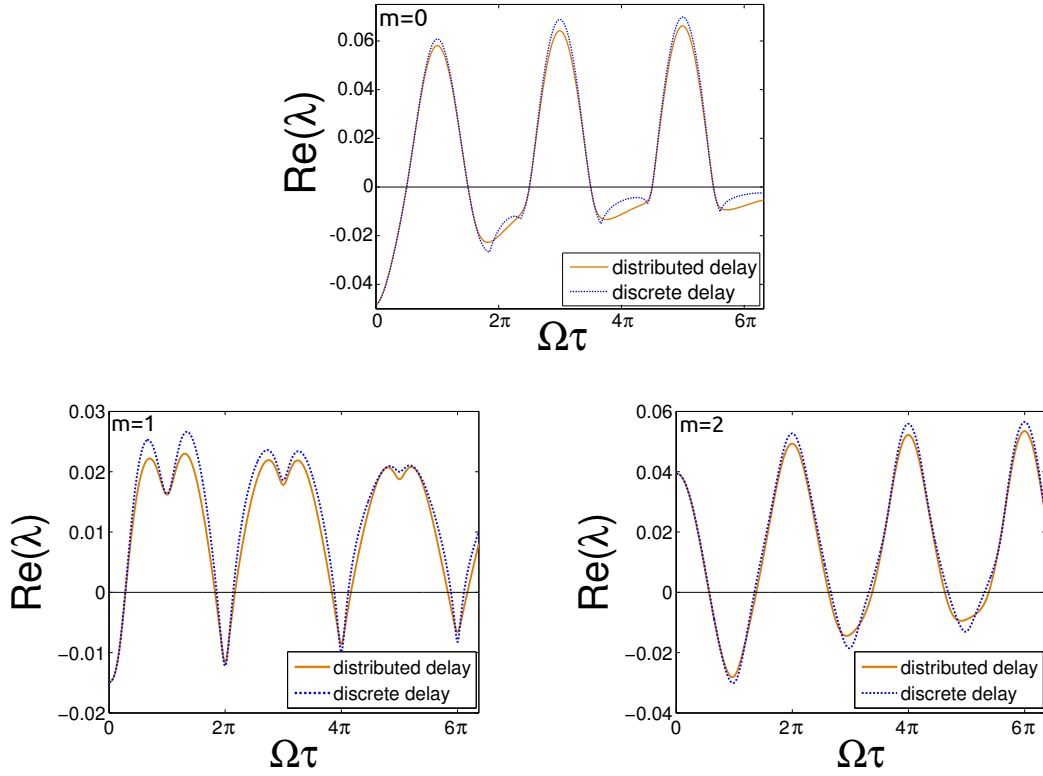 m=0
Re(λ)
0.06
0.04
0.02
0
-0.02
-0.04
distributed delay
discrete delay
0 2π 4π 6π
Ωτ
m=1
Re(λ)
0.03
0.02
0.01
0
−0.01
−0.02
distributed delay
discrete delay
0 2π 4π 6π
Ωτ
m=2
Re(λ)
0.06
0.04
0.02
0
−0.02
−0.04
distributed delay
discrete delay
0 2π 4π 6π
Ωτ